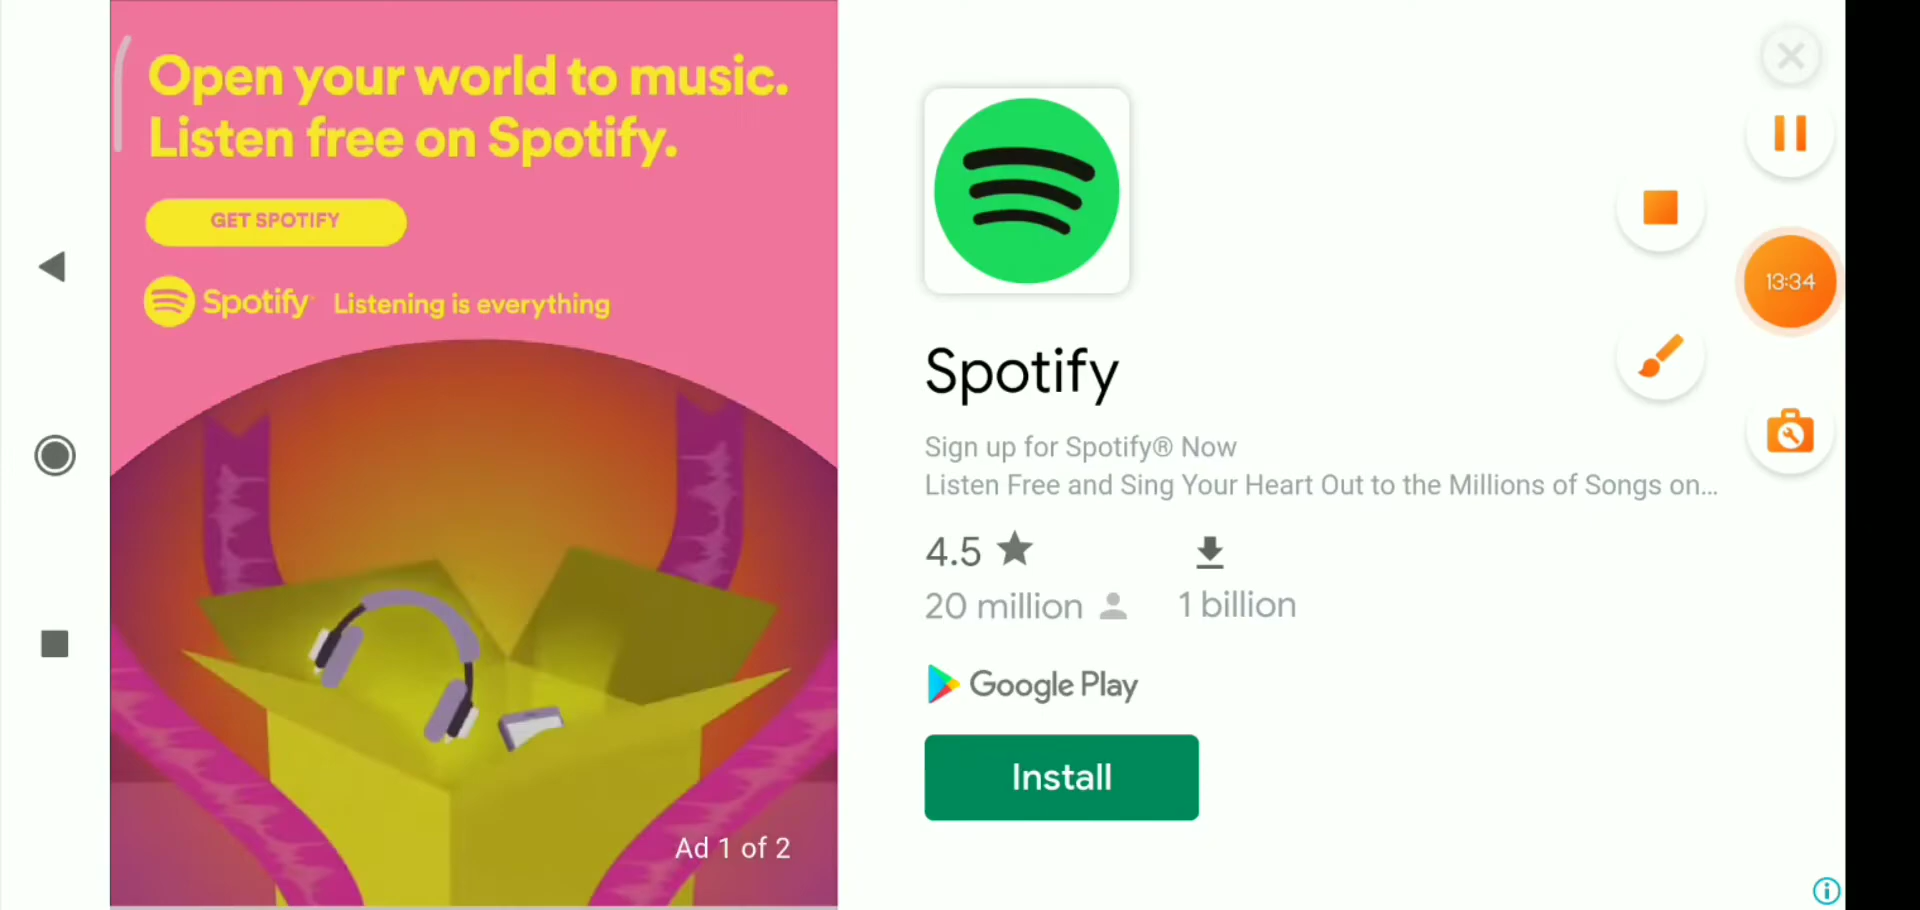 Open your world to music.
Listen free on Spotify.
GET SPOTIFY
Spotify Listening is everything
Ad 1 of 2
Spotify
Sign up for Spotify® Now
Listen Free and Sing Your Heart Out to the Millions of Songs on...
4.5
20 million 1 billion
Google Play
Install
13:34